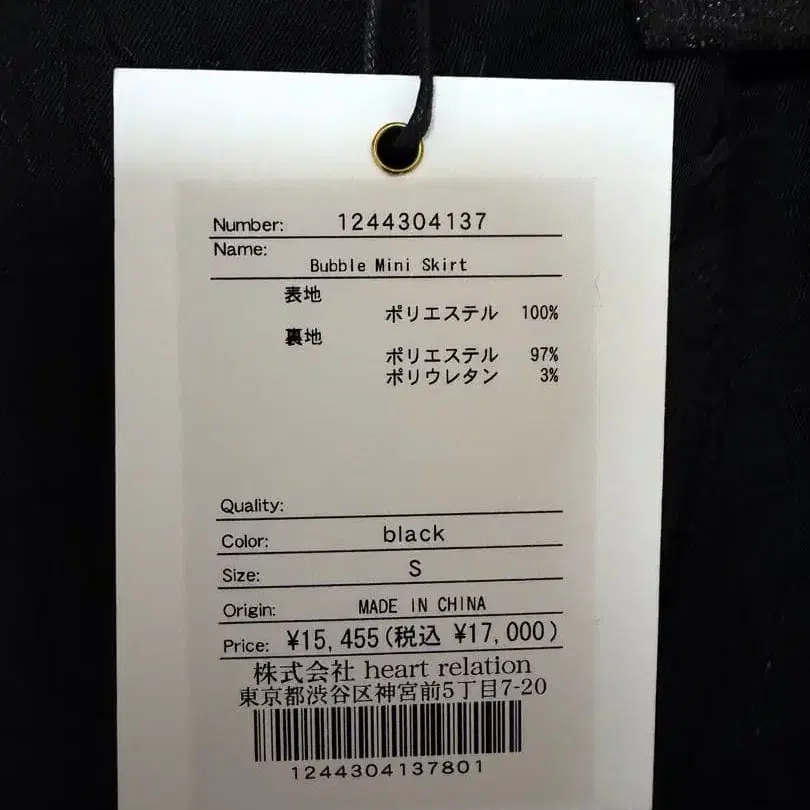 Number: 1244304137
Name:
Bubble Mini Skirt
表地
ポリエステル 100%
裏地
ポリエステル 97%
ポリウレタン 3%
Quality:
Color: black
Size: S
Origin: MADE IN CHINA
Price: ¥15,455(税込 ¥17,000)
株式会社 heart relation
東京都渋谷区神宮前5丁目7-20
1244304137801